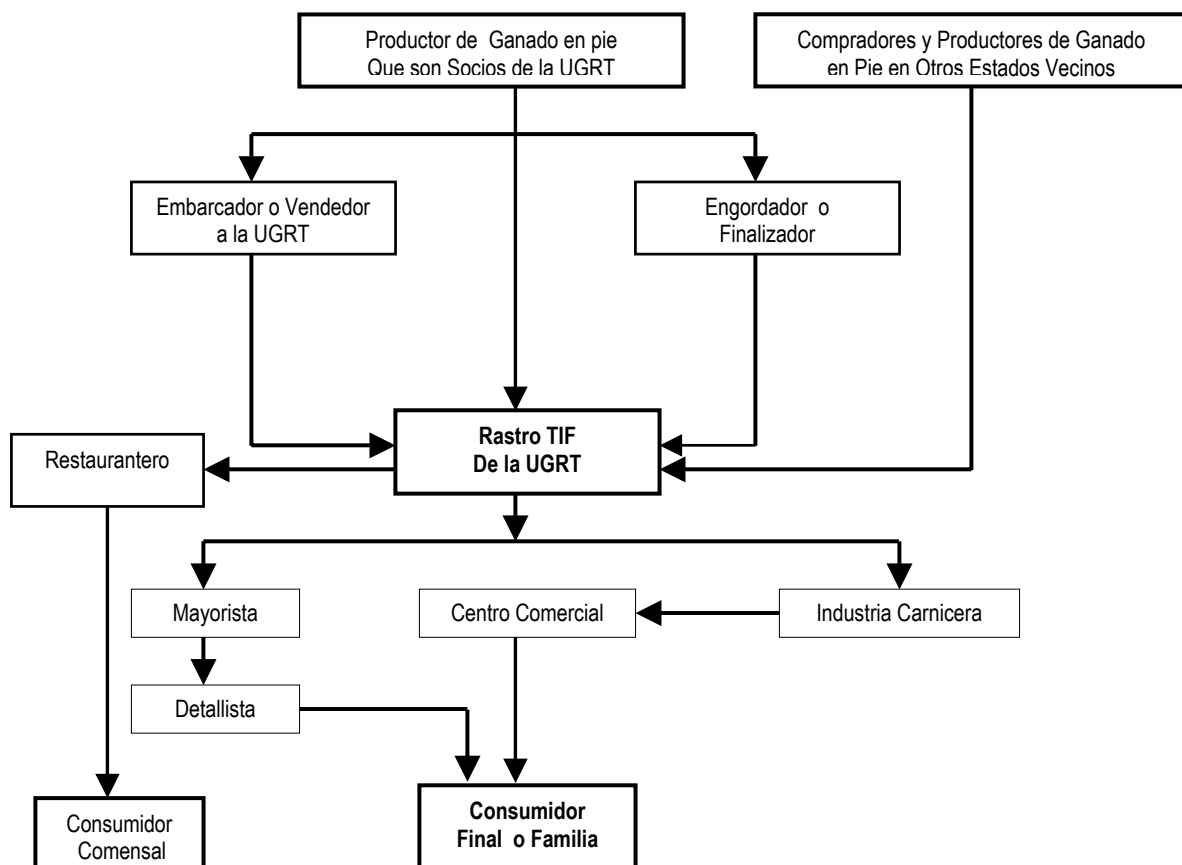 Productor de Ganado en pie
Que son Socios de la UGRT
Compradores y Productores de Ganado
en Pie en Otros Estados Vecinos
Embarcador o Vendedor
a la UGRT
Engordador o
Finalizador
Rastro TIF
De la UGRT
Restaurantero
Mayorista
Centro Comercial
Industria Carnicera
Detallista
Consumidor
Comensal
Consumidor
Final o Familia